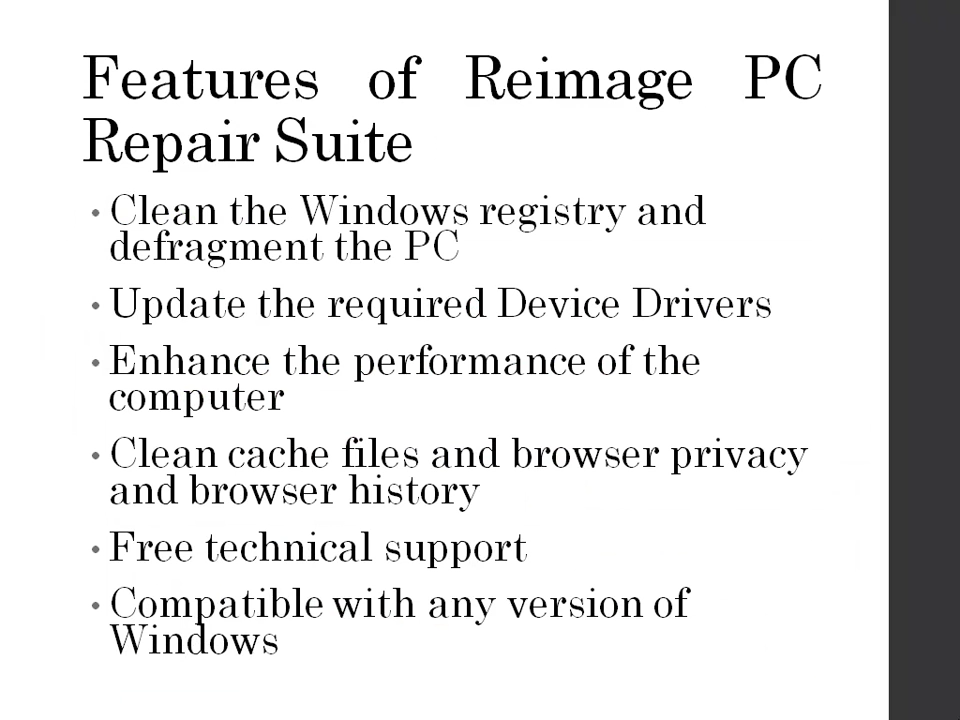 Features of Reimage PC
Repair Suite
• Clean the Windows registry and
defragment the PC
• Update the required Device Drivers
• Enhance the performance of the
computer
• Clean cache files and browser privacy
and browser history
• Free technical support
• Compatible with any version of
Windows